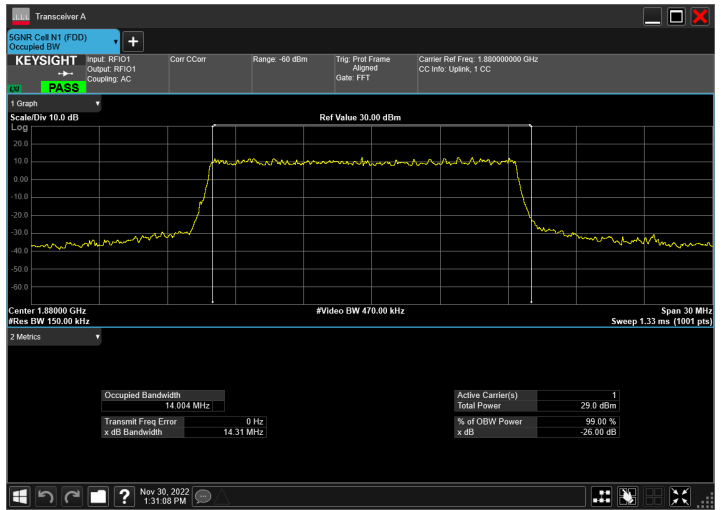 Transceiver A
5GNR Cell N1 (FDD)
Occupied BW
KEYSIGHT
LXI
PASS
Input: RFIO1
Output: RFIO1
Coupling: AC
Corr CCorr
Range: -60 dBm
Trig: Prot Frame
Aligned
Gate: FFT
Carrier Ref Freq: 1.880000000 GHz
CC Info: Uplink, 1 CC
1 Graph
Scale/Div 10.0 dB
Ref Value 30.00 dBm
Log
20.0
10.0
0.00
-10.0
-20.0
-30.0
-40.0
-50.0
-60.0
Center 1.88000 GHz
#Video BW 470.00 kHz
Span 30 MHz
#Res BW 150.00 kHz
Sweep 1.33 ms (1001 pts)
2 Metrics
Occupied Bandwidth
14.004 MHz
Transmit Freq Error 0 Hz
x dB Bandwidth 14.31 MHz
Active Carrier(s) 1
Total Power 29.0 dBm
% of OBW Power 99.00 %
x dB -26.00 dB
?
Nov 30, 2022
1:31:08 PM